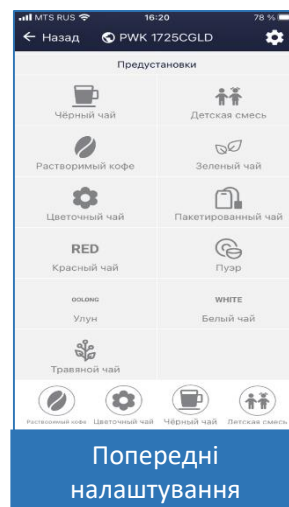 MTS RUS 16:20 78 %
← Назад PWK 1725CGLD
Предустановки
Чёрный чай Детская смесь
Растворимый кофе Зеленый чай
Цветочный чай Пакетированный чай
RED
Красный чай Пуэр
OOLONG WHITE
Улун Белый чай
Травяной чай
Растворимый кофе Цветочный чай Чёрный чай Детская смесь
Попередні
налаштування